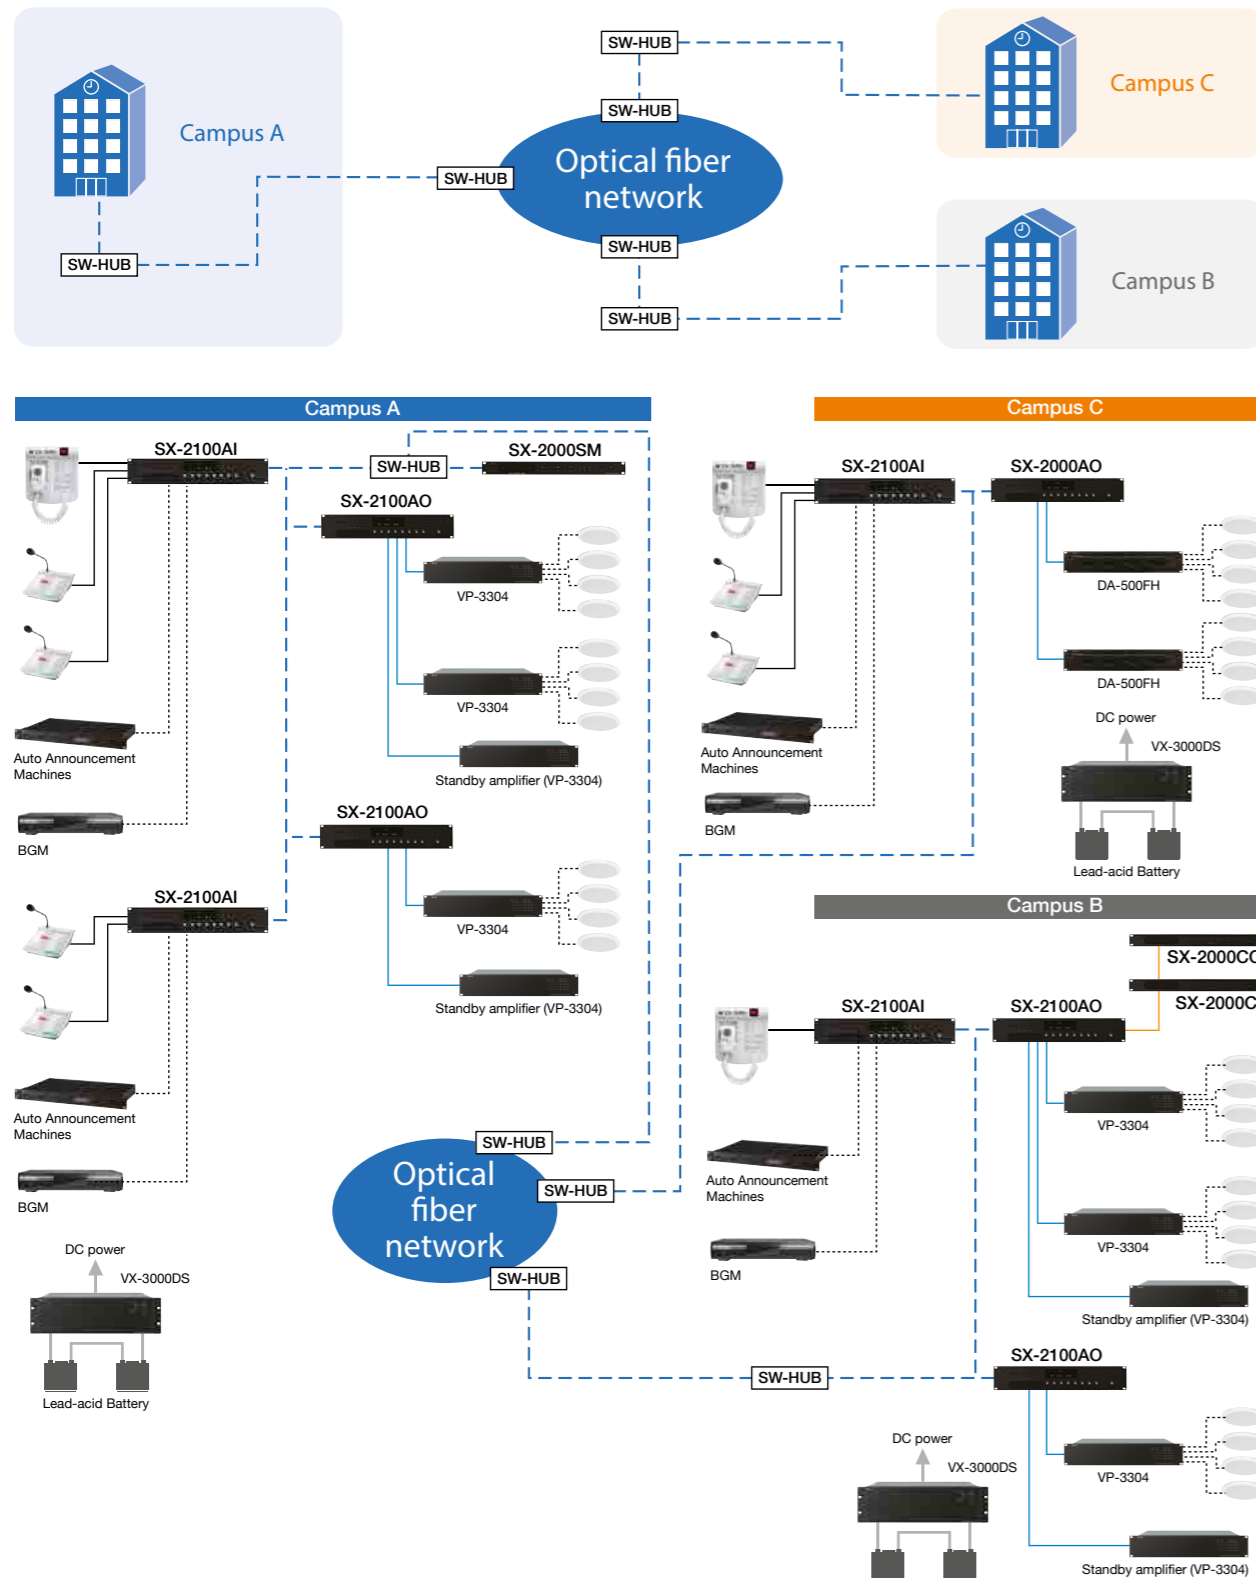 SW-HUB
Campus C
SW-HUB
Campus A
Optical fiber
network
SW-HUB
SW-HUB
SW-HUB
Campus B
SW-HUB
Campus A
SX-2100AI
SW-HUB
SX-2000SM
SX-2100AO
VP-3304
VP-3304
Auto Announcement
Machines
Standby amplifier (VP-3304)
SX-2100AO
BGM
SX-2100AI
VP-3304
Standby amplifier (VP-3304)
Auto Announcement
Machines
BGM
DC power
VX-3000DS
Lead-acid Battery
SW-HUB
Optical
fiber
network
SW-HUB
SW-HUB
Campus C
SX-2100AI
SX-2000AO
DA-500FH
DA-500FH
Auto Announcement
Machines
DC power
VX-3000DS
BGM
Lead-acid Battery
Campus B
SX-2000CO
SX-2100AI
SX-2100AO
VP-3304
Auto Announcement
Machines
VP-3304
BGM
Standby amplifier (VP-3304)
SX-2100AO
SW-HUB
VP-3304
DC power
VX-3000DS
Standby amplifier (VP-3304)